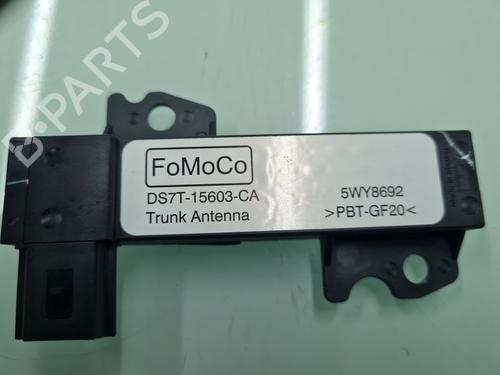 FoMoCo
DS7T-15603-CA
Trunk Antenna
5WY8692
>PBT-GF20<
B-PARTS